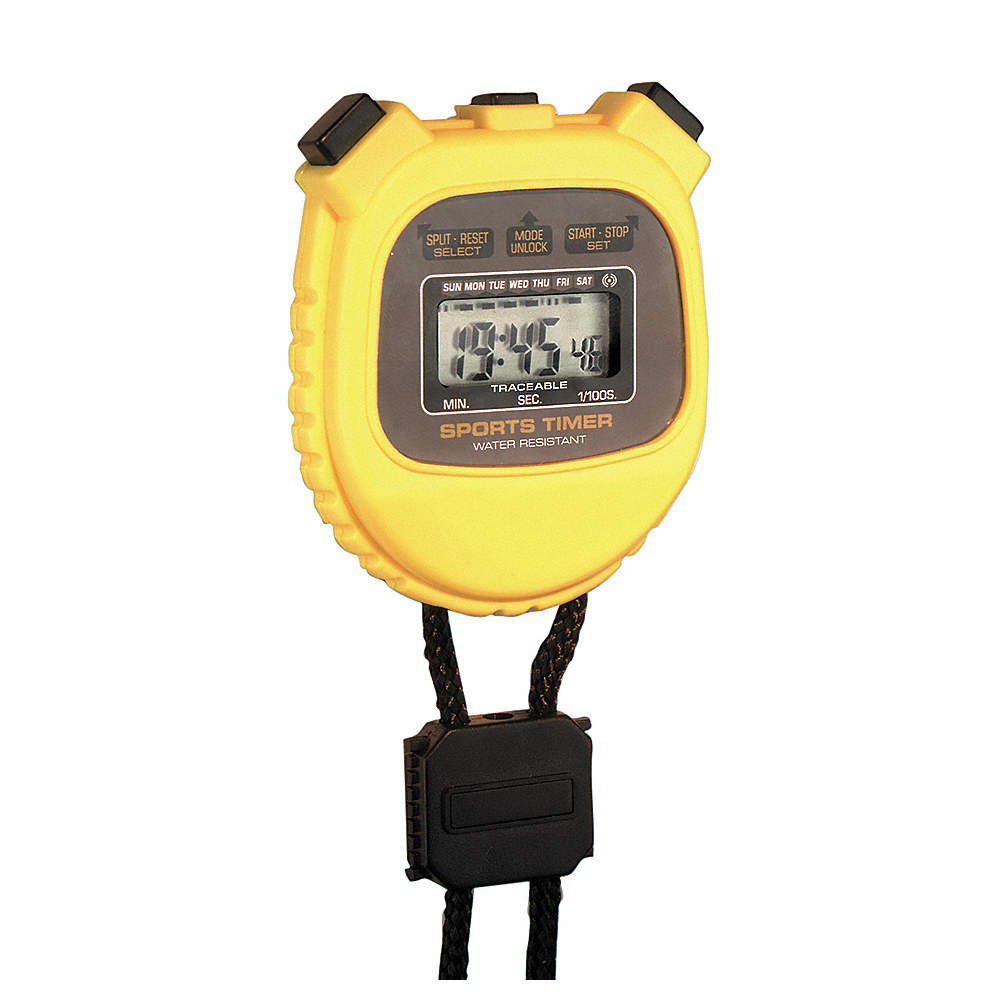 SPLIT · RESET
SELECT
MODE
UNLOCK
START · STOP
SET
SUN MON TUE WED THU FRI SAT
19:45 46
TRACEABLE
MIN. SEC. 1/100S.
SPORTS TIMER
WATER RESISTANT